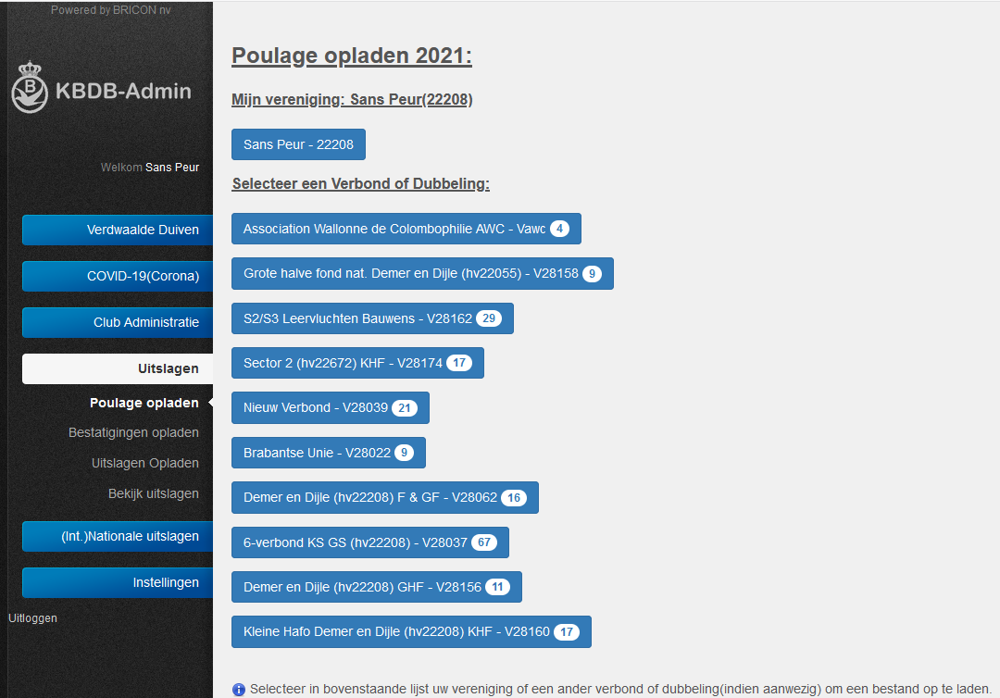 Powered by BRICON nv
KBDB-Admin
Welkom Sans Peur
Verdwaalde Duiven
COVID-19(Corona)
Club Administratie
Uitslagen
Poulage opladen
Bestatigingen opladen
Uitslagen Opladen
Bekijk uitslagen
(Int.)Nationale uitslagen
Instellingen
Uitloggen
Poulage opladen 2021:
Mijn vereniging: Sans Peur(22208)
Sans Peur - 22208
Selecteer een Verbond of Dubbeling:
Association Wallonne de Colombophilie AWC - Vawc 4
Grote halve fond nat. Demer en Dijle (hv22055) - V28158 9
S2/S3 Leervluchten Bauwens - V28162 29
Sector 2 (hv22672) KHF - V28174 17
Nieuw Verbond - V28039 21
Brabantse Unie - V28022 9
Demer en Dijle (hv22208) F & GF - V28062 16
6-verbond KS GS (hv22208) - V28037 67
Demer en Dijle (hv22208) GHF - V28156 11
Kleine Hafo Demer en Dijle (hv22208) KHF - V28160 17
Selecteer in bovenstaande lijst uw vereniging of een ander verbond of dubbeling(indien aanwezig) om een bestand op te laden.